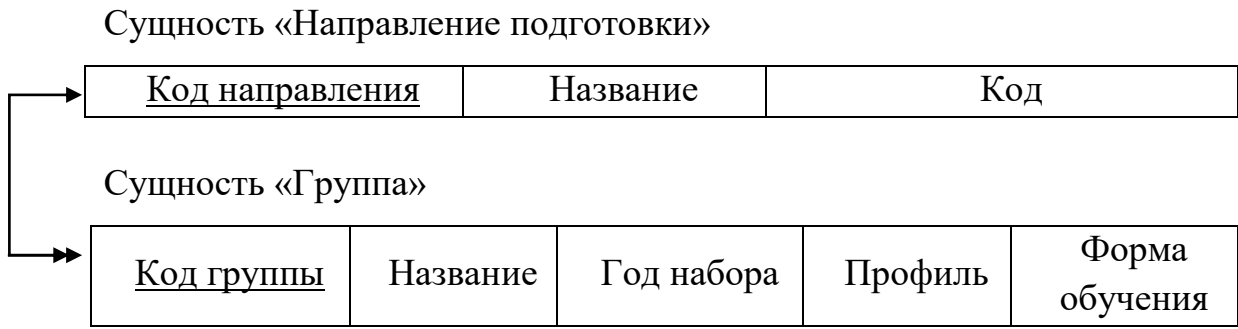 Сущность «Направление подготовки»
Код направления Название Код
Сущность «Группа»
Код группы Название Год набора Профиль Форма
обучения